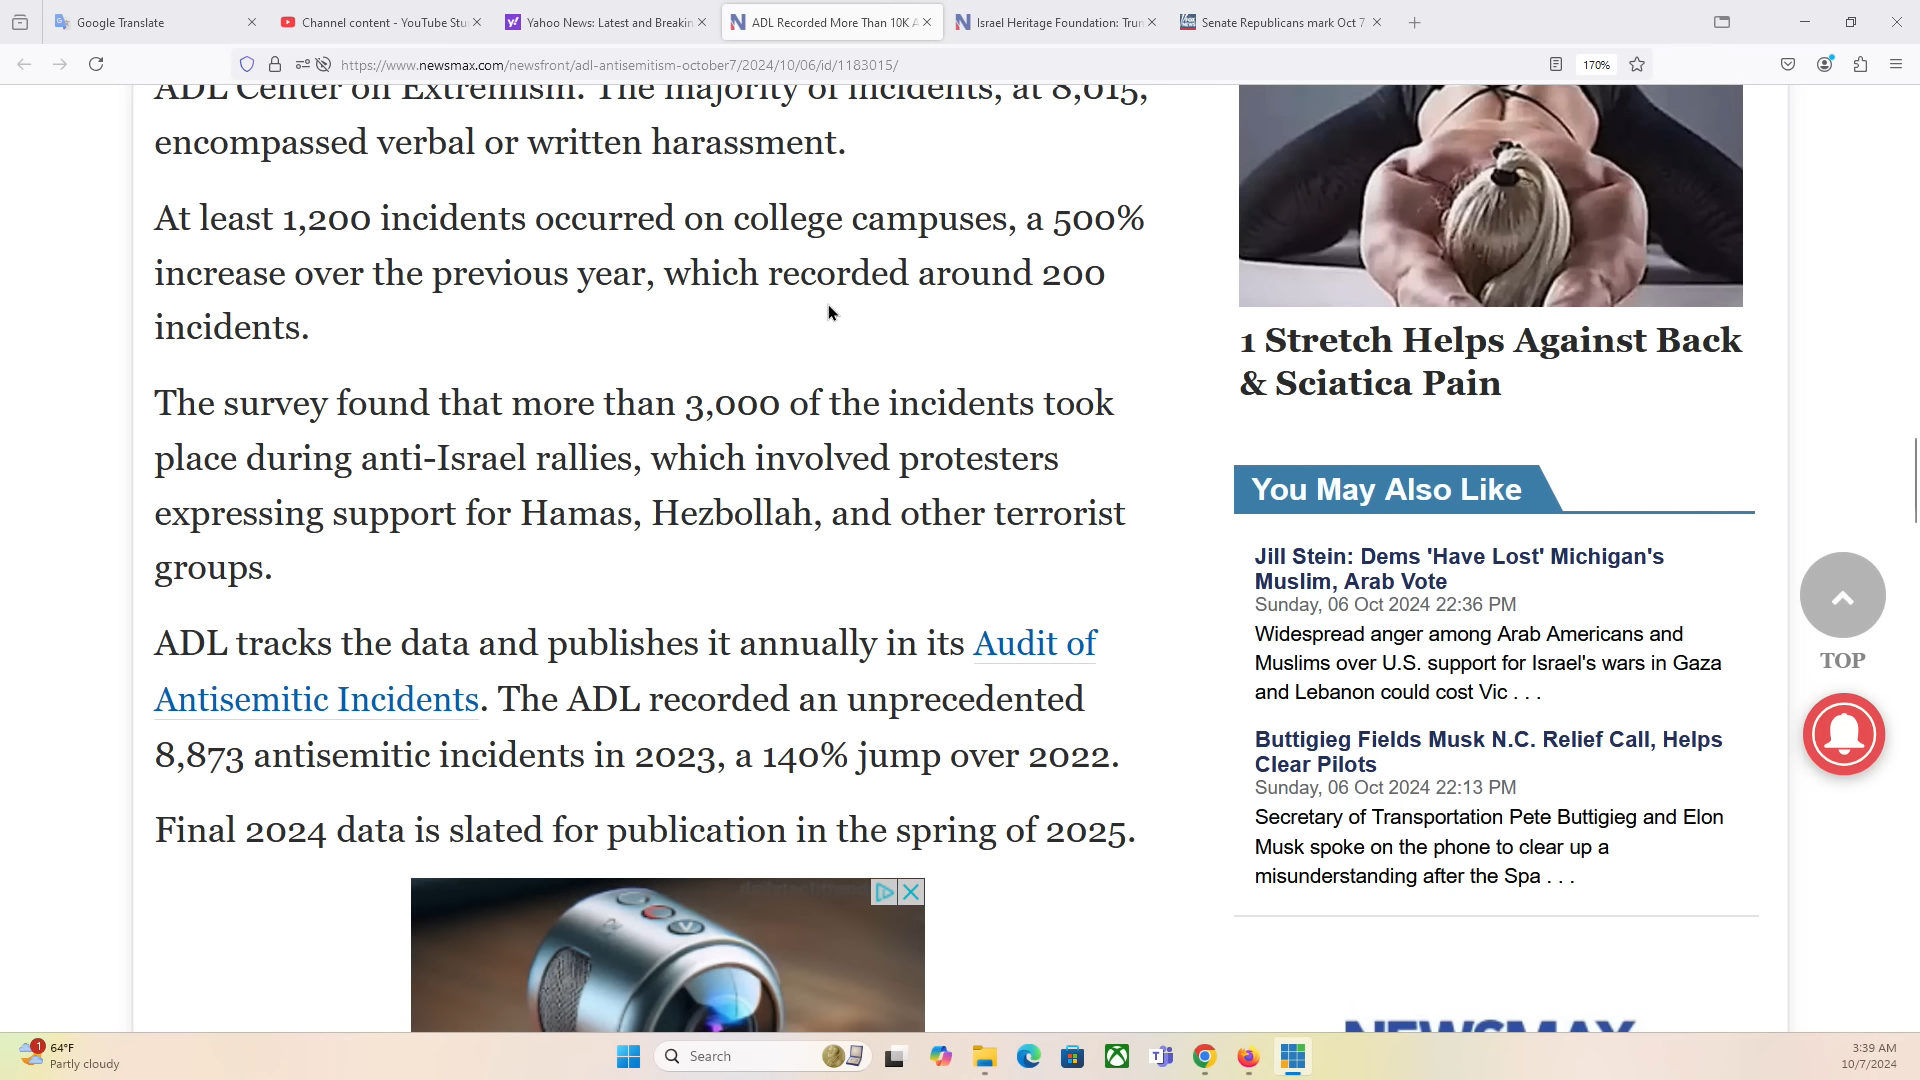 Google Translate
Channel content - YouTube Stu
Yahoo News: Latest and Breakin
ADL Recorded More Than 10K A
Israel Heritage Foundation: Trun
Senate Republicans mark Oct 7
https://www.newsmax.com/newsfront/adl-antisemitism-october7/2024/10/06/id/1183015/
170%
ADL Center on Extremism. The majority of incidents, at 8,015,
encompassed verbal or written harassment.
At least 1,200 incidents occurred on college campuses, a 500%
increase over the previous year, which recorded around 200
incidents.
The survey found that more than 3,000 of the incidents took
place during anti-Israel rallies, which involved protesters
expressing support for Hamas, Hezbollah, and other terrorist
groups.
ADL tracks the data and publishes it annually in its Audit of
Antisemitic Incidents. The ADL recorded an unprecedented
8,873 antisemitic incidents in 2023, a 140% jump over 2022.
Final 2024 data is slated for publication in the spring of 2025.
1 Stretch Helps Against Back
& Sciatica Pain
You May Also Like
Jill Stein: Dems 'Have Lost' Michigan's
Muslim, Arab Vote
Sunday, 06 Oct 2024 22:36 PM
Widespread anger among Arab Americans and
Muslims over U.S. support for Israel's wars in Gaza
and Lebanon could cost Vic . . .
Buttigieg Fields Musk N.C. Relief Call, Helps
Clear Pilots
Sunday, 06 Oct 2024 22:13 PM
Secretary of Transportation Pete Buttigieg and Elon
Musk spoke on the phone to clear up a
misunderstanding after the Spa . . .
NEWSMAX
TOP
1
64°F
Partly cloudy
Search
3:39 AM
10/7/2024